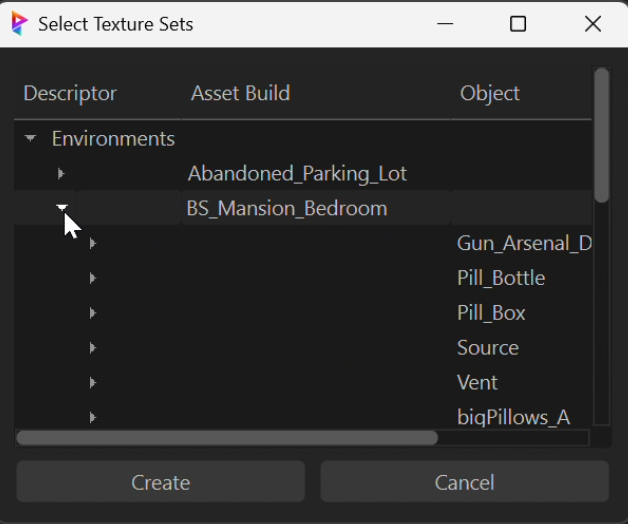 Select Texture Sets
Descriptor Asset Build Object
Environments
Abandoned_Parking_Lot
BS_Mansion_Bedroom
Gun_Arsenal_D
Pill_Bottle
Pill_Box
Source
Vent
bigPillows_A
Create Cancel